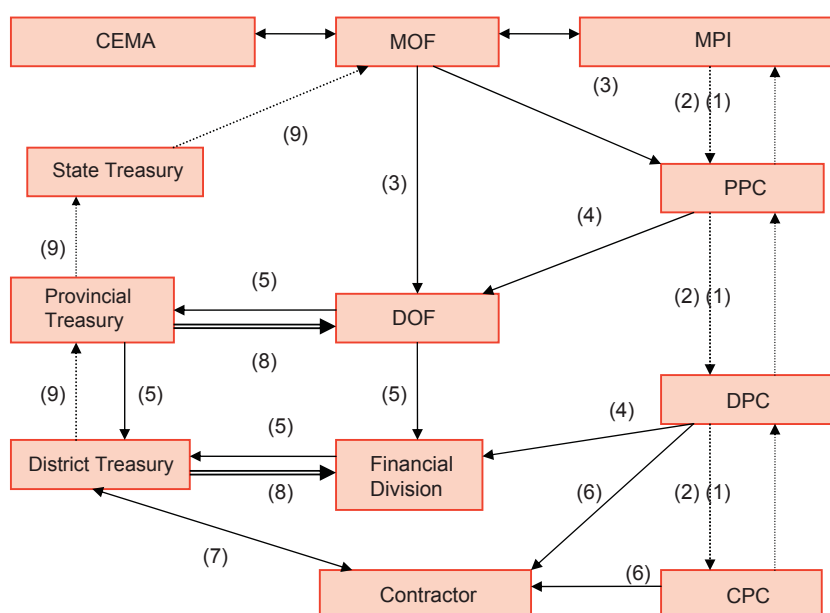 CEMA
MOF
MPI
(3)
(2) (1)
(9)
State Treasury
(3)
PPC
(4)
(9)
(5)
(2) (1)
Provincial
Treasury
DOF
(8)
(9)
(5)
(5)
DPC
(4)
(5)
District Treasury
Financial
Division
(8)
(6)
(2) (1)
(7)
(6)
Contractor
CPC